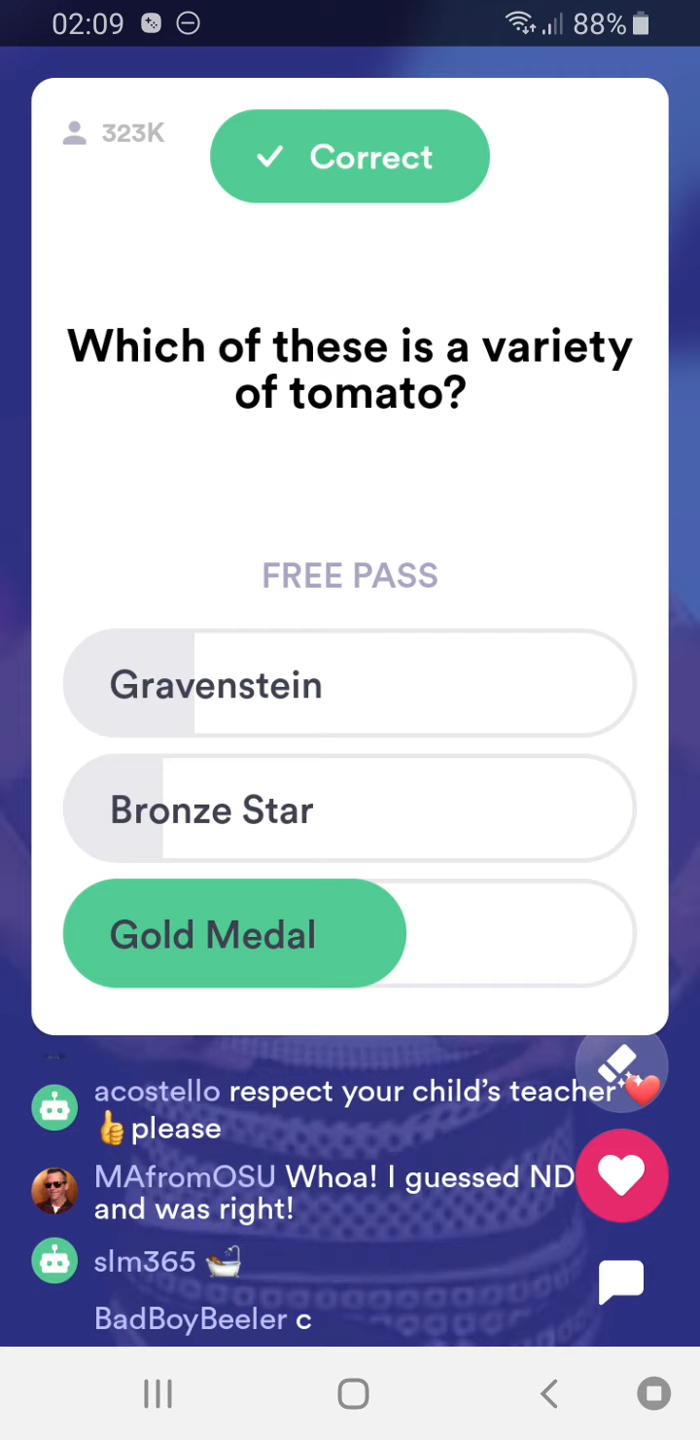 02:09
88%
323K
Correct
Which of these is a variety
of tomato?
FREE PASS
Gravenstein
Bronze Star
Gold Medal
acostello respect your child's teacher ❤️
👍 please
MAfromOSU Whoa! I guessed ND
and was right!
slm365 🛀
BadBoyBeeler c